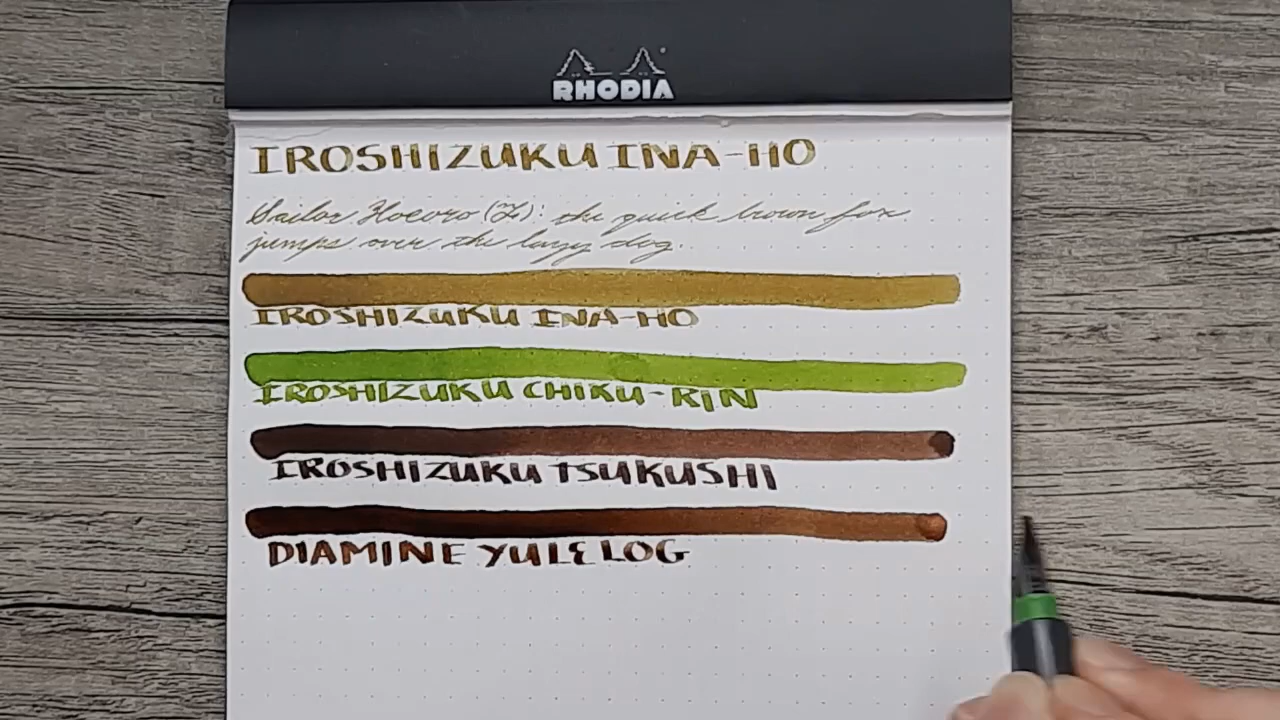 RHODIA
IROSHIZUKU INA-HO
Sailor Hocoro (F): the quick brown fox
jumps over the lazy dog.
IROSHIZUKU INA-HO
IROSHIZUKU CHIKU-RIN
IROSHIZUKU TSUKUSHI
DIAMINE YULE LOG